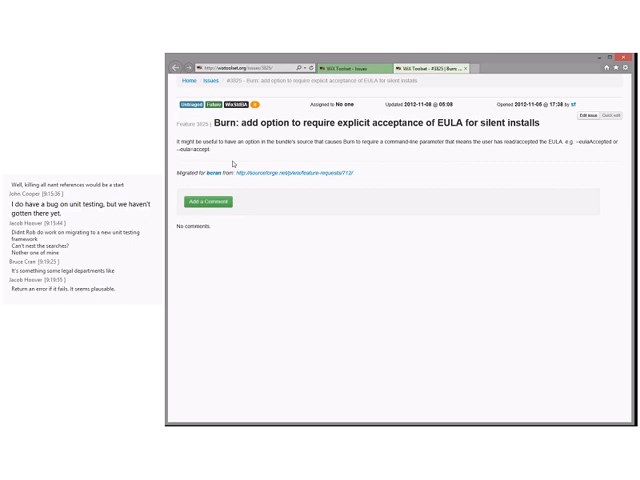 http://wixtoolset.org/issues/3825/
WiX Toolset - Issues
WiX Toolset - #3825 | Burn: ...
Home Issues #3825 - Burn: add option to require explicit acceptance of EULA for silent installs
Untriaged Future WixStdBA 0 Assigned to No one Updated 2012-11-08 @ 05:08 Opened 2012-11-06 @ 17:38 by sf
Edit issue Quick edit
Feature 3825 | Burn: add option to require explicit acceptance of EULA for silent installs
It might be useful to have an option in the bundle's source that causes Burn to require a command-line parameter that means the user has read/accepted the EULA. e.g. --eulaAccepted or
--eula=accept.
Migrated for bcran from: http://sourceforge.net/p/wix/feature-requests/712/
Add a Comment
No comments.
Well, killing all nant references would be a start
John Cooper [9:15:36 ]
I do have a bug on unit testing, but we haven't
gotten there yet.
Jacob Hoover [9:15:44 ]
Didnt Rob do work on migrating to a new unit testing
framework
Can't nest the searches?
Neither one of mine
Bruce Cran [9:19:25 ]
It's something some legal departments like
Jacob Hoover [9:19:55 ]
Return an error if it fails. It seems plausable.